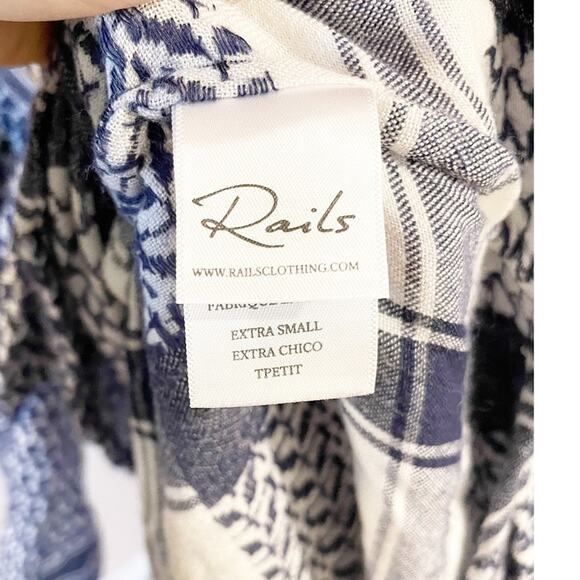 Rails
WWW.RAILSCLOTHING.COM
EXTRA SMALL
EXTRA CHICO
TPETIT